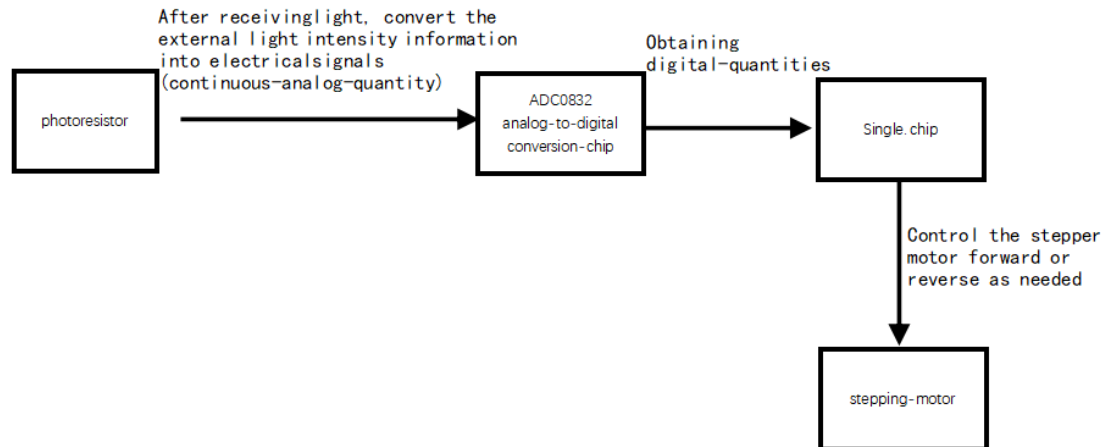 After receivinglight, convert the
external light intensity information
into electricalsignals
(continuous-analog-quantity)
Obtaining
digital-quantities
photoresistor
ADC0832
analog-to-digital
conversion-chip
Single.chip
Control the stepper
motor forward or
reverse as needed
stepping-motor